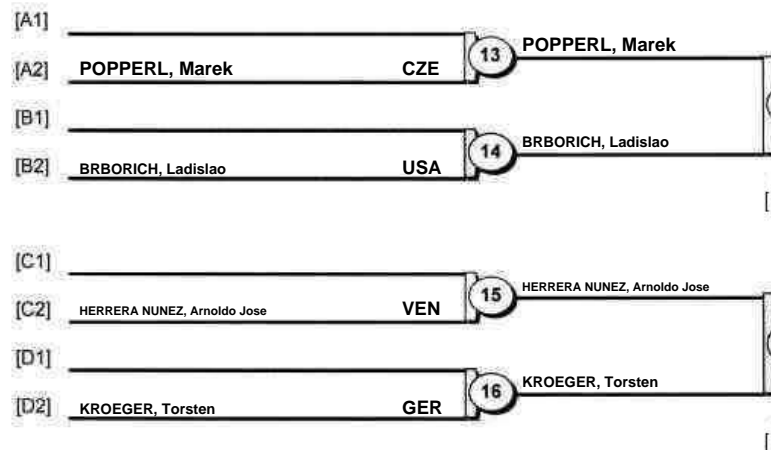 [A1]
13 POPPERL, Marek
[A2] POPPERL, Marek CZE
[B1]
14 BRBORICH, Ladislao
[B2] BRBORICH, Ladislao USA
[
[C1]
15 HERRERA NUNEZ, Arnoldo Jose
[C2] HERRERA NUNEZ, Arnoldo Jose VEN
[D1]
16 KROEGER, Torsten
[D2] KROEGER, Torsten GER
[